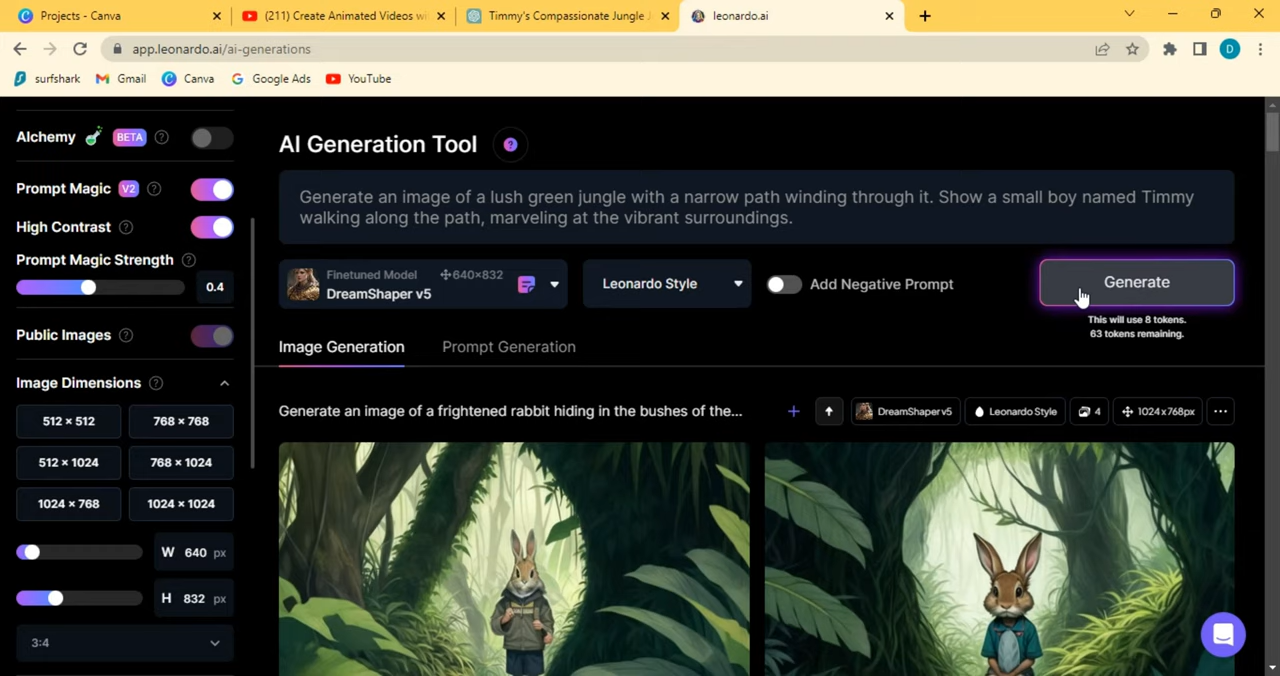 Projects - Canva
(211) Create Animated Videos wi
Timmy's Compassionate Jungle J
leonardo.ai
app.leonardo.ai/ai-generations
D
surfshark
Gmail
Canva
Google Ads
YouTube
Alchemy BETA ?
Prompt Magic V2 ?
High Contrast ?
Prompt Magic Strength ?
0.4
Public Images ?
Image Dimensions ?
512 × 512
768 × 768
512 × 1024
768 × 1024
1024 × 768
1024 × 1024
W 640 px
H 832 px
3:4
AI Generation Tool ?
Generate an image of a lush green jungle with a narrow path winding through it. Show a small boy named Timmy
walking along the path, marveling at the vibrant surroundings.
Finetuned Model 640×832
DreamShaper v5
Leonardo Style
Add Negative Prompt
Generate
This will use 8 tokens.
63 tokens remaining.
Image Generation
Prompt Generation
Generate an image of a frightened rabbit hiding in the bushes of the...
DreamShaper v5
Leonardo Style
4
1024 x 768px